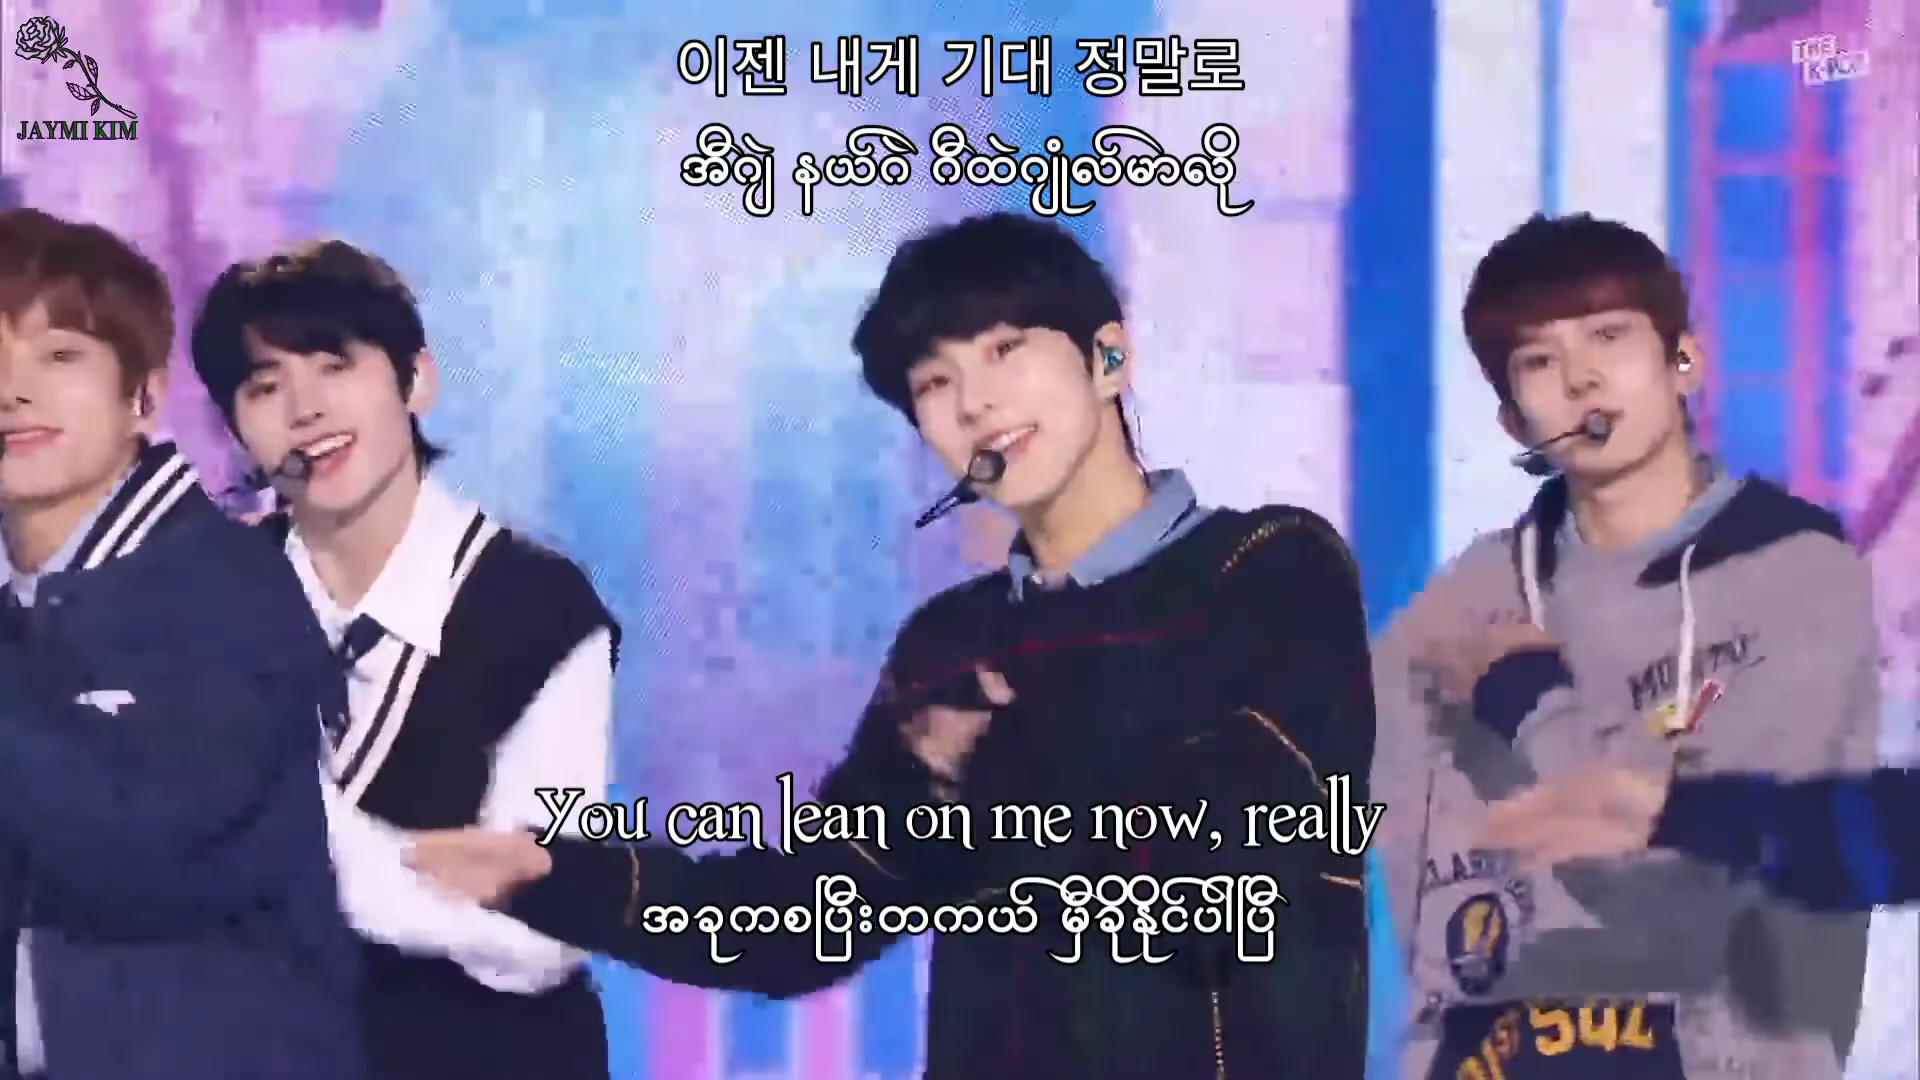 JAYMI KIM
THE
K-POP
이젠 내게 기대 정말로
အီဂျဲ နယ်ဂဲ ဂီထဲဂျုံလ်မာလို
You can lean on me now, really
အခုကစပြီးတကယ် မှီခိုနိုင်ပါပြီ